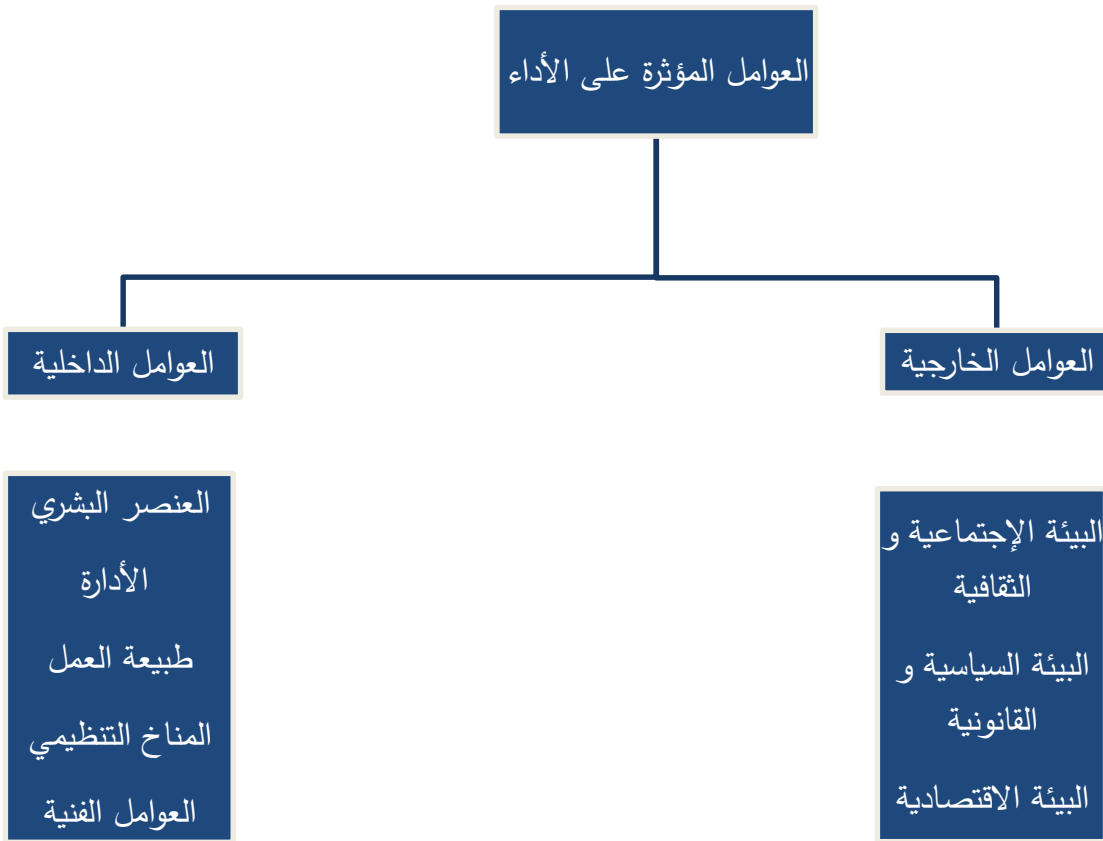 العوامل المؤثرة على الأداء
العوامل الخارجية
العوامل الداخلية
البيئة الإجتماعية و
الثقافية
البيئة السياسية و
القانونية
البيئة الاقتصادية
العنصر البشري
الأدارة
طبيعة العمل
المناخ التنظيمي
العوامل الفنية